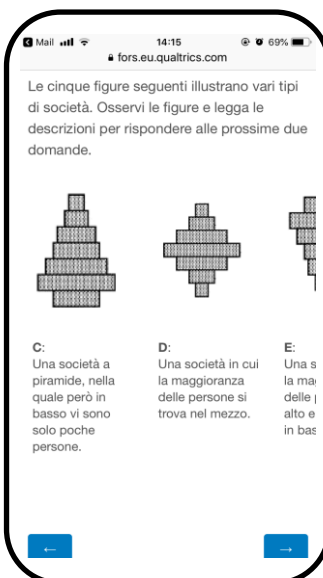 Mail
14:15
69%
fors.eu.qualtrics.com
Le cinque figure seguenti illustrano vari tipi
di società. Osservi le figure e legga le
descrizioni per rispondere alle prossime due
domande.
C:
Una società a
piramide, nella
quale però in
basso vi sono
solo poche
persone.
D:
Una società in cui
la maggioranza
delle persone si
trova nel mezzo.
E:
Una s
la ma
delle
alto e
in bas